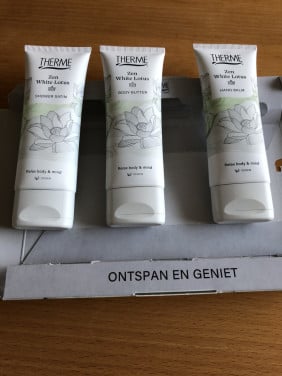 THERME
Zen
White Lotus
SHOWER SATIN
Relax body & mind
THERME
Zen
White Lotus
BODY BUTTER
Relax body & mind
THERME
Zen
White Lotus
HAND BALM
Relax body & mind
ONTSPAN EN GENIET